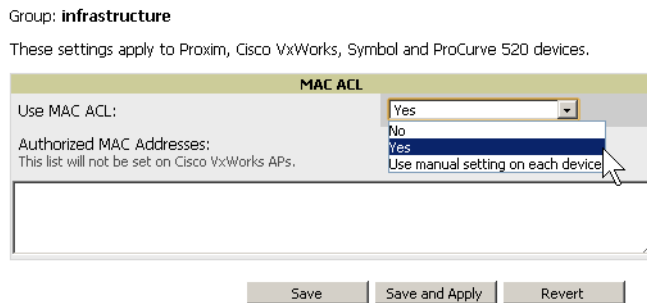 Group: infrastructure
These settings apply to Proxim, Cisco VxWorks, Symbol and ProCurve 520 devices.
MAC ACL
Use MAC ACL:
Yes
No
Yes
Use manual setting on each device
Authorized MAC Addresses:
This list will not be set on Cisco VxWorks APs.
Save
Save and Apply
Revert